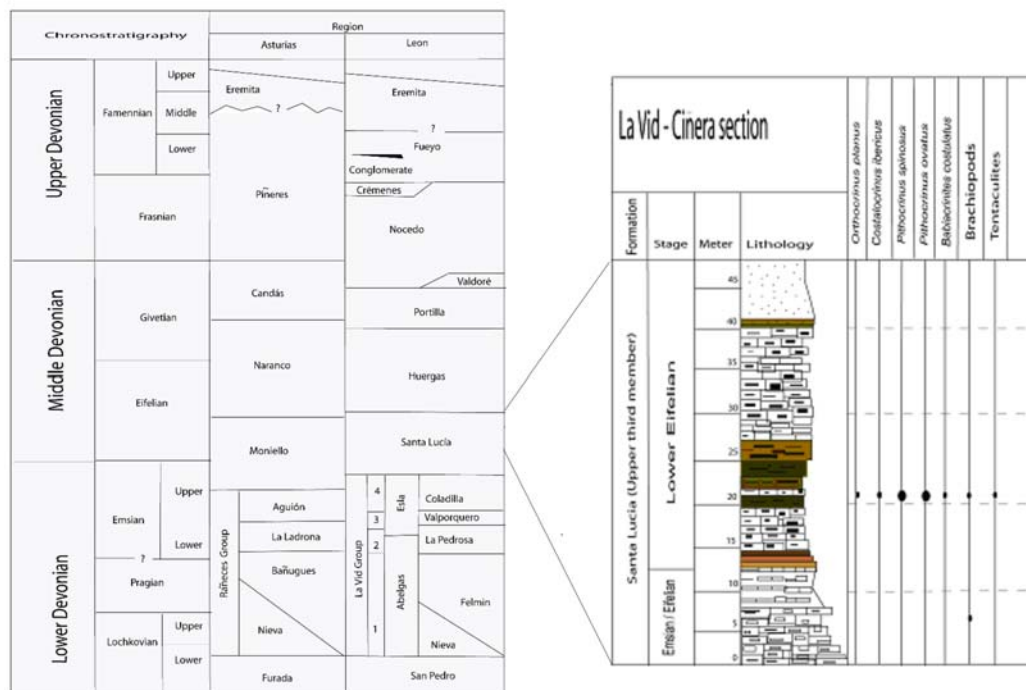 Chronostratigraphy
Region
Asturias
Leon
Upper Devonian
Famennian
Upper
Middle
Lower
Frasnian
Eremita
?
Piñeres
Eremita
?
Fueyo
Conglomerate
Crémenes
Nocedo
Middle Devonian
Givetian
Eifelian
Candás
Naranco
Moniello
Valdoré
Portilla
Huergas
Santa Lucía
Lower Devonian
Emsian
Upper
Lower
?
Pragian
Lochkovian
Upper
Lower
Rañeces Group
Aguión
La Ladrona
Bañugues
Nieva
Furada
La Vid Group
4
3
2
1
Esla
Abelgas
Coladilla
Valporquero
La Pedrosa
Felmin
Nieva
San Pedro
La Vid - Cinera section
Formation
Stage
Meter
Lithology
Orthocrinus planus
Costalocrinus ibericus
Pithocrinus spinosus
Pithocrinus ovatus
Babiacrinites costulatus
Brachiopods
Tentaculites
Santa Lucia (Upper third member)
Lower Eifelian
Emsian / Eifelian
45
40
35
30
25
20
15
10
5
0